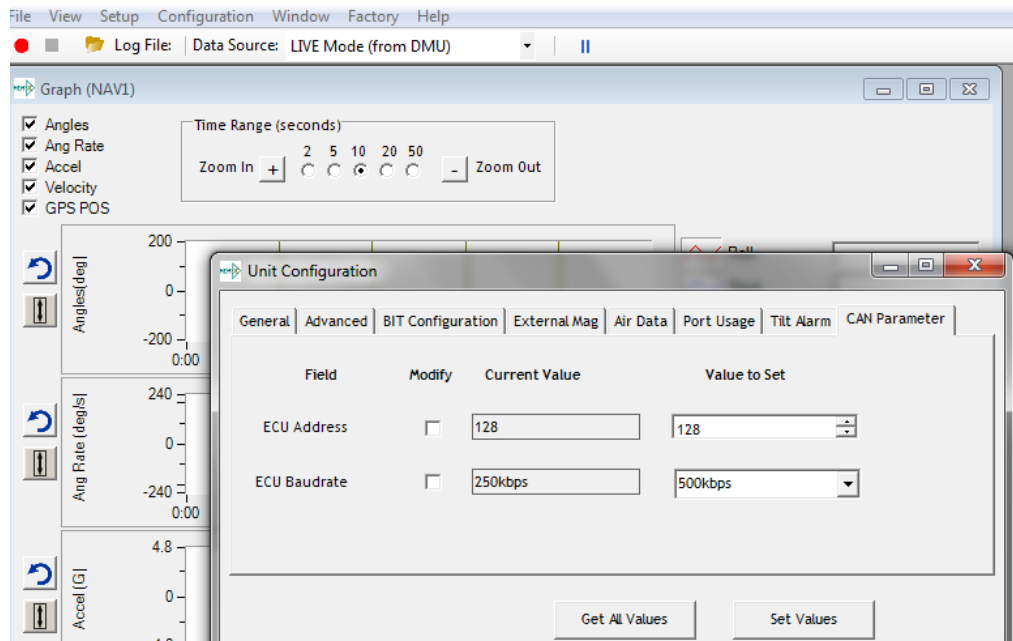 File View Setup Configuration Window Factory Help
Log File: Data Source: LIVE Mode (from DMU)
Graph (NAV1)
Angles
Ang Rate
Accel
Velocity
GPS POS
Time Range (seconds)
2 5 10 20 50
Zoom In + - Zoom Out
200
0
-200
0:00
Angles(deg)
240
0
-240
0:00
Ang Rate (deg/s)
4.8
0
Accel (G)
Unit Configuration
General Advanced BIT Configuration External Mag Air Data Port Usage Tilt Alarm CAN Parameter
Field Modify Current Value Value to Set
ECU Address 128 128
ECU Baudrate 250kbps 500kbps
Get All Values Set Values